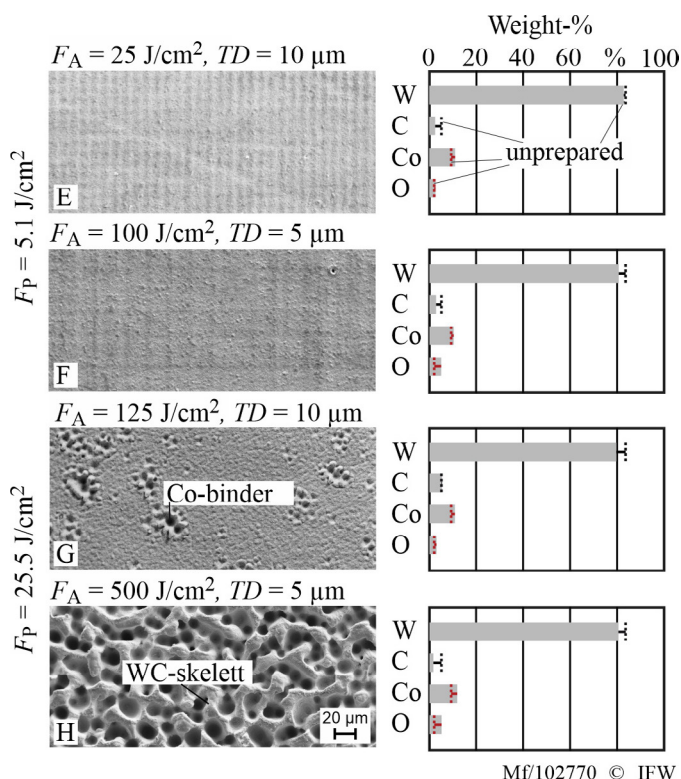 Weight-%
F_A = 25 J/cm², TD = 10 µm
0 20 40 60 % 100
W
C
Co
O
unprepared
E
F_P = 5.1 J/cm²
F_A = 100 J/cm², TD = 5 µm
W
C
Co
O
F
F_A = 125 J/cm², TD = 10 µm
W
C
Co
O
Co-binder
G
F_P = 25.5 J/cm²
F_A = 500 J/cm², TD = 5 µm
W
C
Co
O
WC-skelett
20 µm
H
Mf/102770 © IFW